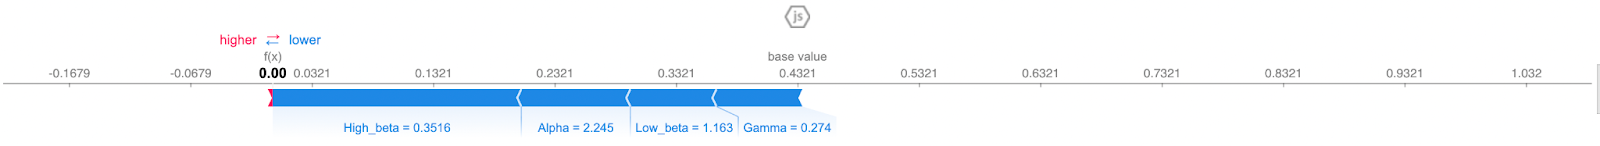 js
higher lower
f(x) base value
-0.1679 -0.0679 0.00 0.0321 0.1321 0.2321 0.3321 0.4321 0.5321 0.6321 0.7321 0.8321 0.9321 1.032
High_beta = 0.3516 Alpha = 2.245 Low_beta = 1.163 Gamma = 0.274